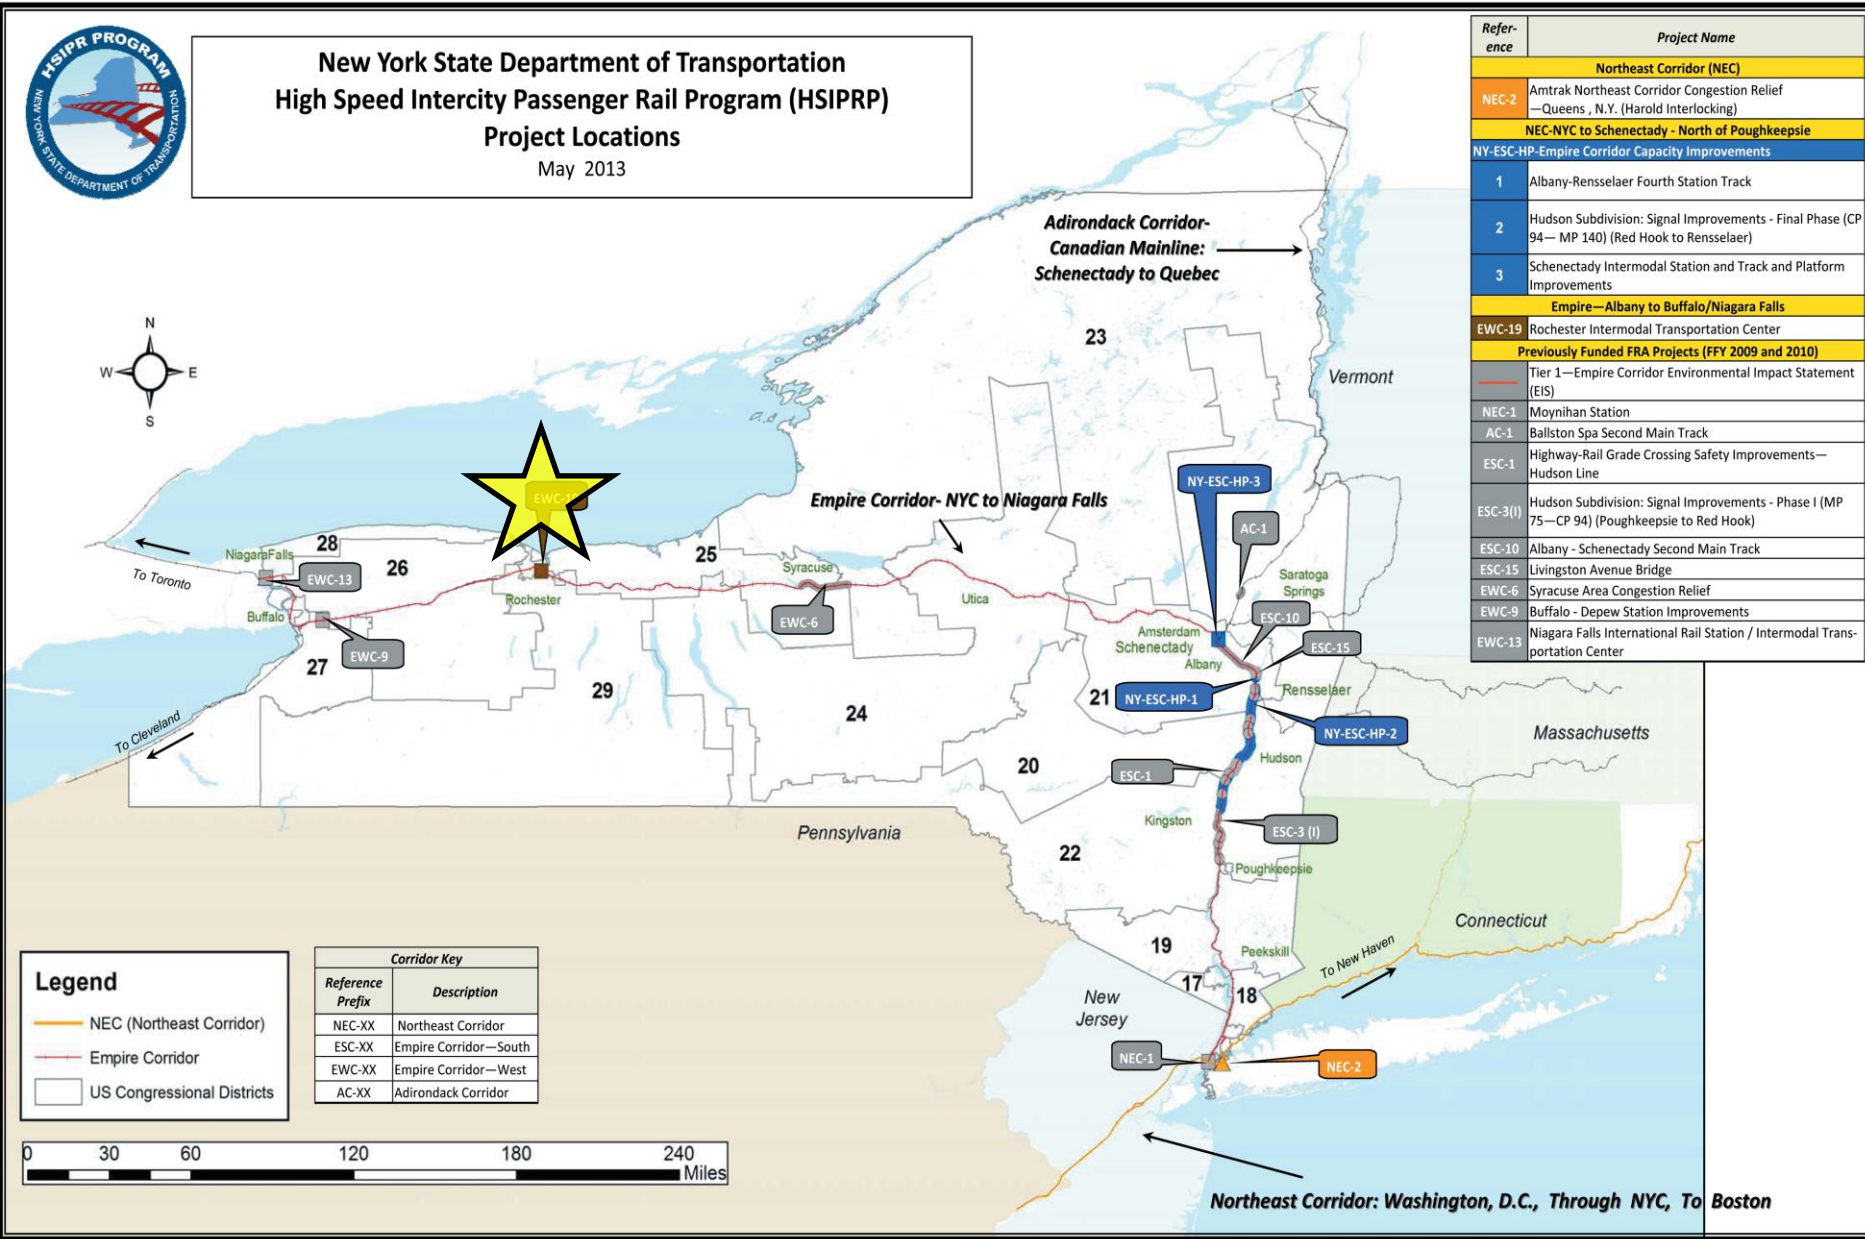 HSIPR PROGRAM
NEW YORK STATE DEPARTMENT OF TRANSPORTATION
New York State Department of Transportation
High Speed Intercity Passenger Rail Program (HSIPRP)
Project Locations
May 2013
Refer-
ence
Project Name
Northeast Corridor (NEC)
NEC-2
Amtrak Northeast Corridor Congestion Relief
—Queens , N.Y. (Harold Interlocking)
NEC-NYC to Schenectady - North of Poughkeepsie
NY-ESC-HP-Empire Corridor Capacity Improvements
1
Albany-Rensselaer Fourth Station Track
2
Hudson Subdivision: Signal Improvements - Final Phase (CP
94— MP 140) (Red Hook to Rensselaer)
3
Schenectady Intermodal Station and Track and Platform
Improvements
Empire—Albany to Buffalo/Niagara Falls
EWC-19
Rochester Intermodal Transportation Center
Previously Funded FRA Projects (FFY 2009 and 2010)
Tier 1—Empire Corridor Environmental Impact Statement
(EIS)
NEC-1
Moynihan Station
AC-1
Ballston Spa Second Main Track
ESC-1
Highway-Rail Grade Crossing Safety Improvements—
Hudson Line
ESC-3(I)
Hudson Subdivision: Signal Improvements - Phase I (MP
75—CP 94) (Poughkeepsie to Red Hook)
ESC-10
Albany - Schenectady Second Main Track
ESC-15
Livingston Avenue Bridge
EWC-6
Syracuse Area Congestion Relief
EWC-9
Buffalo - Depew Station Improvements
EWC-13
Niagara Falls International Rail Station / Intermodal Trans-
portation Center
Adirondack Corridor-
Canadian Mainline:
Schenectady to Quebec
N
W
E
S
23
Vermont
EWC-19
Empire Corridor- NYC to Niagara Falls
NY-ESC-HP-3
AC-1
28
26
25
NiagaraFalls
To Toronto
EWC-13
Rochester
Syracuse
Utica
Saratoga
Springs
Buffalo
EWC-9
EWC-6
ESC-10
Amsterdam
Schenectady
ESC-15
Albany
27
29
24
21
NY-ESC-HP-1
Rensselaer
NY-ESC-HP-2
Massachusetts
To Cleveland
20
ESC-1
Hudson
Kingston
ESC-3 (I)
Pennsylvania
22
Poughkeepsie
Connecticut
19
Peekskill
To New Haven
17
18
New
Jersey
NEC-1
NEC-2
Legend
NEC (Northeast Corridor)
Empire Corridor
US Congressional Districts
Corridor Key
Reference
Prefix
Description
NEC-XX
Northeast Corridor
ESC-XX
Empire Corridor—South
EWC-XX
Empire Corridor—West
AC-XX
Adirondack Corridor
0 30 60 120 180 240
Miles
Northeast Corridor: Washington, D.C., Through NYC, To Boston